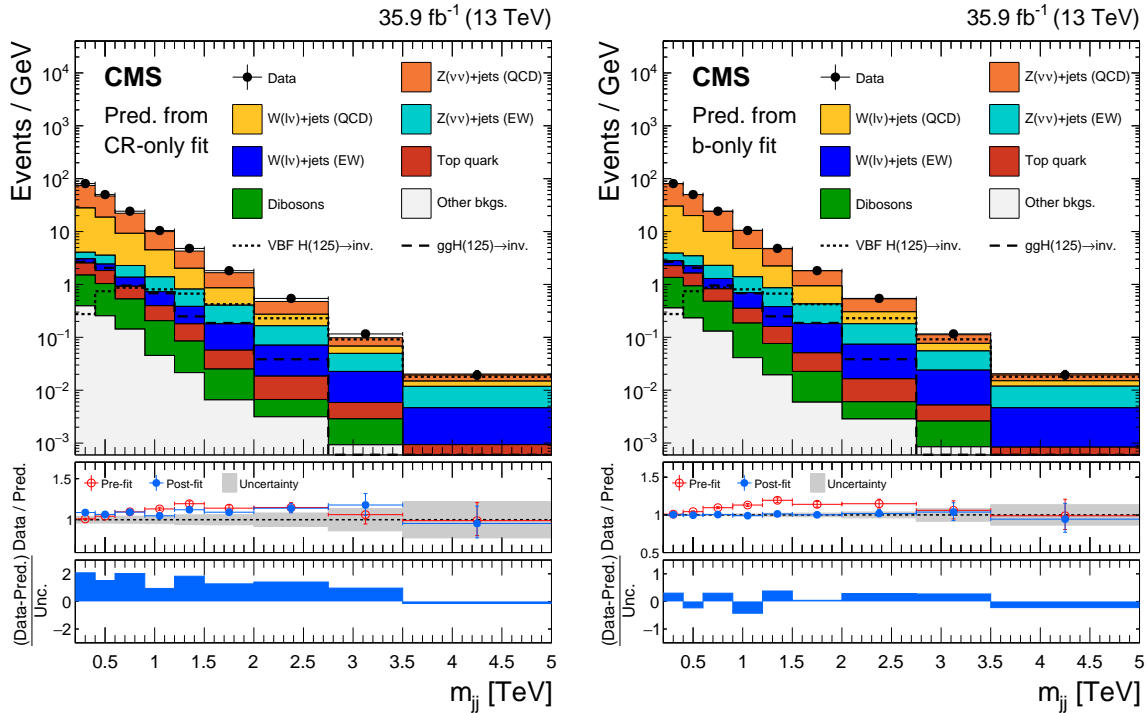 35.9 fb⁻¹ (13 TeV)
Events / GeV
10⁴
10³
10²
10
1
10⁻¹
10⁻²
10⁻³
CMS
Pred. from
CR-only fit
Data
Z(νν)+jets (QCD)
W(lν)+jets (QCD)
Z(νν)+jets (EW)
W(lν)+jets (EW)
Top quark
Dibosons
Other bkgs.
VBF H(125)→inv.
ggH(125)→inv.
Data / Pred.
1.5
1
Pre-fit
Post-fit
Uncertainty
(Data-Pred.)
Unc.
2
0
−2
0.5 1 1.5 2 2.5 3 3.5 4 4.5 5
m_jj [TeV]
35.9 fb⁻¹ (13 TeV)
Events / GeV
10⁴
10³
10²
10
1
10⁻¹
10⁻²
10⁻³
CMS
Pred. from
b-only fit
Data
Z(νν)+jets (QCD)
W(lν)+jets (QCD)
Z(νν)+jets (EW)
W(lν)+jets (EW)
Top quark
Dibosons
Other bkgs.
VBF H(125)→inv.
ggH(125)→inv.
Data / Pred.
1.5
1
0.5
Pre-fit
Post-fit
Uncertainty
(Data-Pred.)
Unc.
1
0
−1
0.5 1 1.5 2 2.5 3 3.5 4 4.5 5
m_jj [TeV]